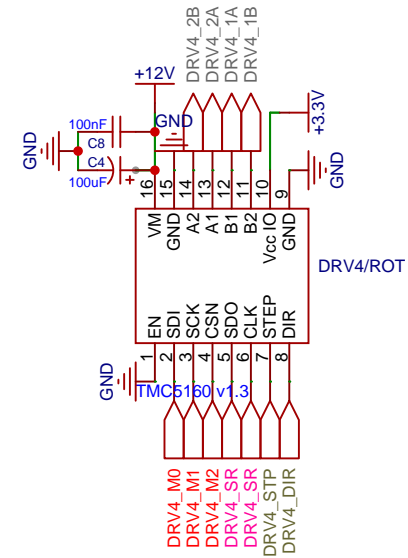 DRV4_2B
DRV4_2A
DRV4_1A
DRV4_1B
+12V
+3.3V
GND
100nF
C8
GND
C4
100uF
+
GND
16
15
14
13
12
11
10
9
VM
GND
A2
A1
B1
B2
Vcc IO
GND
DRV4/ROT
EN
SDI
SCK
CSN
SDO
CLK
STEP
DIR
1
2
3
4
5
6
7
8
GND
TMC5160 v1.3
DRV4_M0
DRV4_M1
DRV4_M2
DRV4_SR
DRV4_SR
DRV4_STP
DRV4_DIR